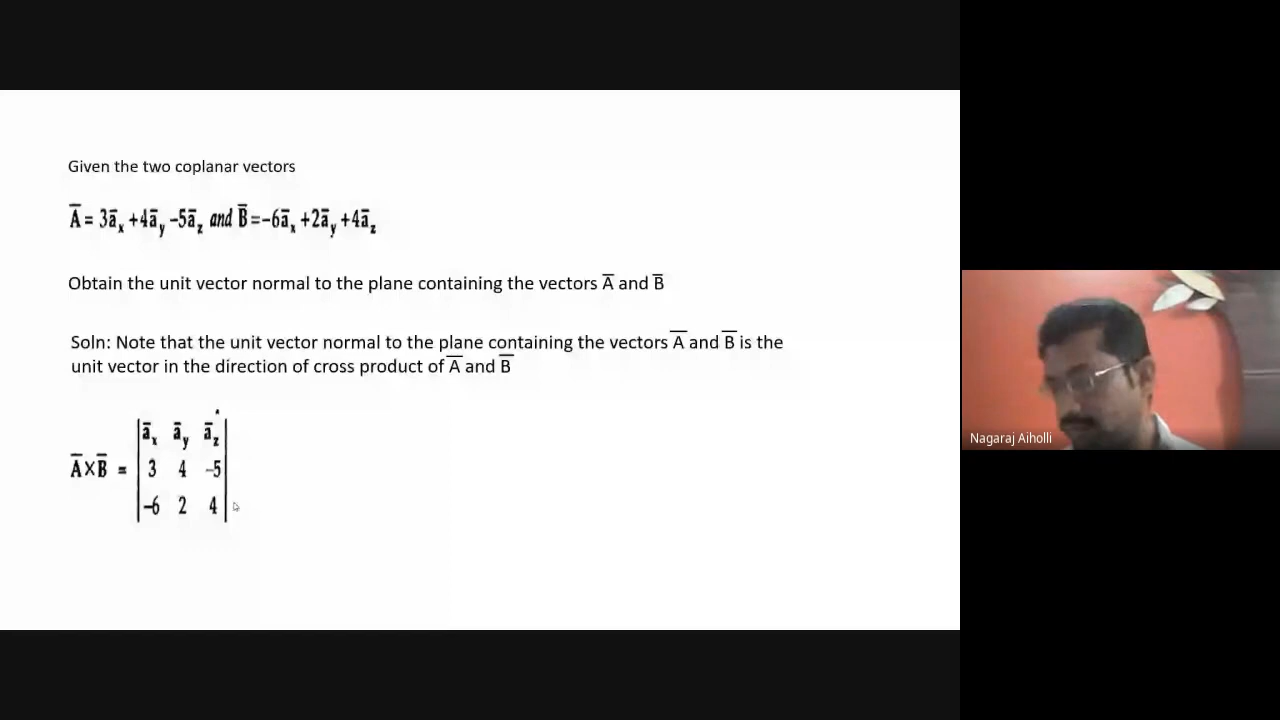 Given the two coplanar vectors
A̅ = 3a̅ₓ +4a̅ᵧ −5a̅_z and B̅ =−6a̅ₓ +2a̅ᵧ +4a̅_z
Obtain the unit vector normal to the plane containing the vectors A̅ and B̅
Soln: Note that the unit vector normal to the plane containing the vectors A̅ and B̅ is the
unit vector in the direction of cross product of A̅ and B̅
a̅ₓ a̅ᵧ a̅_z
A̅×B̅ = 3 4 −5
−6 2 4
Nagaraj Aiholli